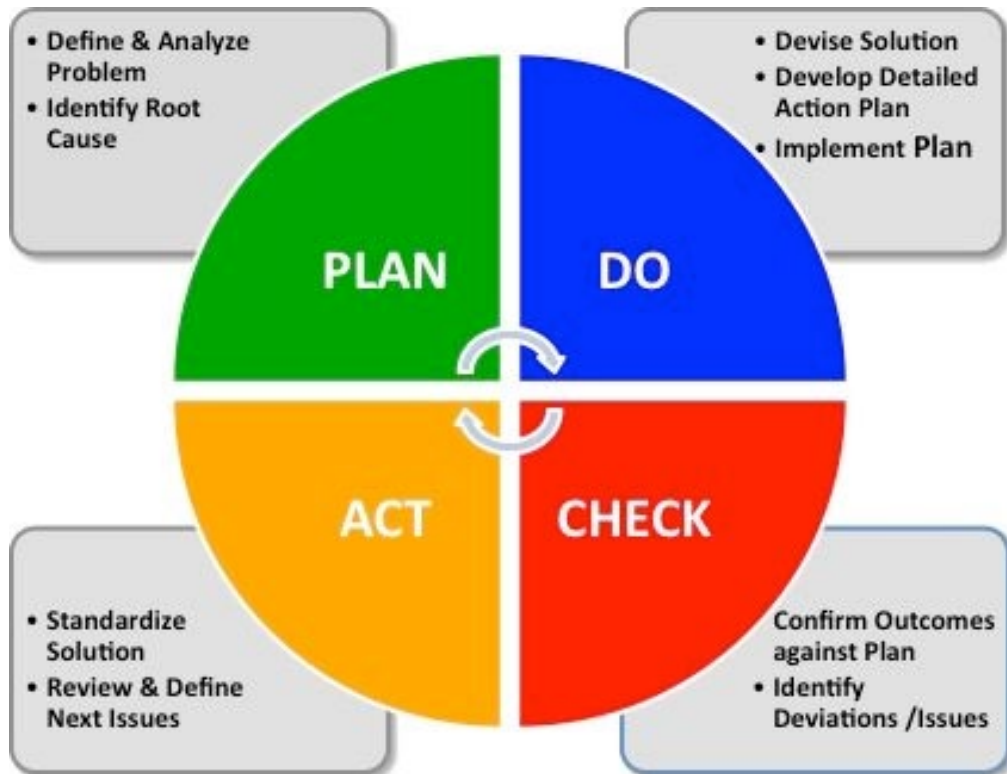 • Define & Analyze
Problem
• Identify Root
Cause
• Devise Solution
• Develop Detailed
Action Plan
• Implement Plan
PLAN
DO
ACT
CHECK
• Standardize
Solution
• Review & Define
Next Issues
Confirm Outcomes
against Plan
• Identify
Deviations /Issues